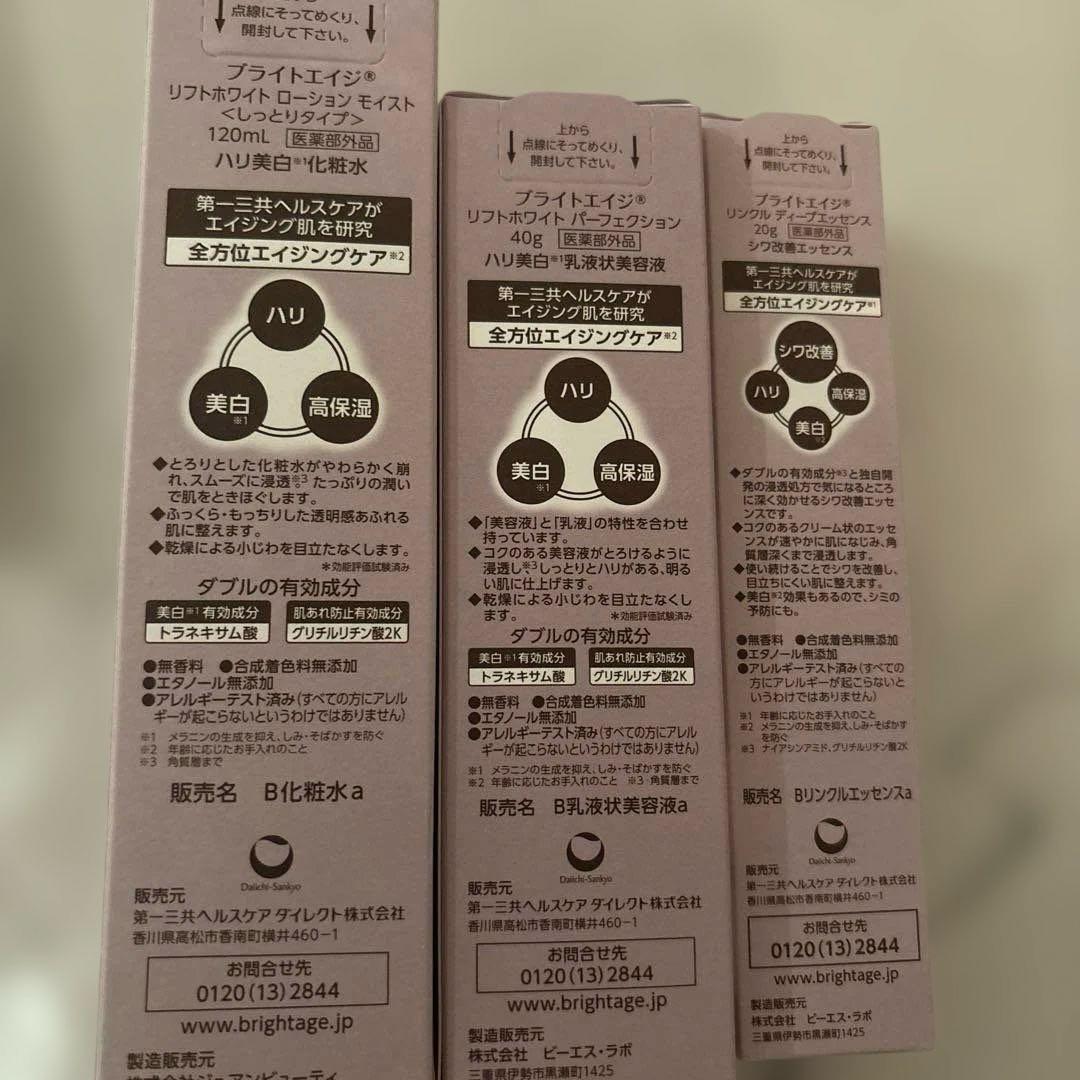 点線にそってめくり、
開封して下さい。
ブライトエイジ®
リフトホワイト ローション モイスト
＜しっとりタイプ＞
120mL 医薬部外品
ハリ美白※1化粧水
第一三共ヘルスケアが
エイジング肌を研究
全方位エイジングケア※2
ハリ
美白※1
高保湿
◆とろりとした化粧水がやわらかく崩
れ、スムーズに浸透※3。たっぷりの潤い
で肌をときほぐします。
◆ふっくら・もっちりした透明感あふれる
肌に整えます。
◆乾燥による小じわを目立たなくします。
＊効能評価試験済み
ダブルの有効成分
美白※1有効成分
トラネキサム酸
肌あれ防止有効成分
グリチルリチン酸2K
●無香料 ●合成着色料無添加
●エタノール無添加
●アレルギーテスト済み(すべての方にアレル
ギーが起こらないというわけではありません)
※1 メラニンの生成を抑え、しみ・そばかすを防ぐ
※2 年齢に応じたお手入れのこと
※3 角質層まで
販売名 B化粧水a
Daiichi-Sankyo
販売元
第一三共ヘルスケア ダイレクト株式会社
香川県高松市香南町横井460−1
お問合せ先
0120(13)2844
www.brightage.jp
製造販売元
株式会社ジュアンビューティ
上から
点線にそってめくり、
開封して下さい。
ブライトエイジ®
リフトホワイト パーフェクション
40g 医薬部外品
ハリ美白※1乳液状美容液
第一三共ヘルスケアが
エイジング肌を研究
全方位エイジングケア※2
ハリ
美白※1
高保湿
◆「美容液」と「乳液」の特性を合わせ
持っています。
◆コクのある美容液がとろけるように
浸透し※3、しっとりとハリがある、明る
い肌に仕上げます。
◆乾燥による小じわを目立たなくし
ます。 ＊効能評価試験済み
ダブルの有効成分
美白※1有効成分
トラネキサム酸
肌あれ防止有効成分
グリチルリチン酸2K
●無香料 ●合成着色料無添加
●エタノール無添加
●アレルギーテスト済み(すべての方にアレル
ギーが起こらないというわけではありません)
※1 メラニンの生成を抑え、しみ・そばかすを防ぐ
※2 年齢に応じたお手入れのこと ※3 角質層まで
販売名 B乳液状美容液a
Daiichi-Sankyo
販売元
第一三共ヘルスケア ダイレクト株式会社
香川県高松市香南町横井460−1
お問合せ先
0120(13)2844
www.brightage.jp
製造販売元
株式会社 ピーエス・ラボ
三重県伊勢市黒瀬町1425
上から
点線にそってめくり、
開封して下さい。
ブライトエイジ®
リンクル ディープエッセンス
20g 医薬部外品
シワ改善エッセンス
第一三共ヘルスケアが
エイジング肌を研究
全方位エイジングケア※1
シワ改善
ハリ
高保湿
美白※2
◆ダブルの有効成分※3と独自開
発の浸透処方で気になるところ
に深く効かせるシワ改善エッセ
ンスです。
◆コクのあるクリーム状のエッセ
ンスが速やかに肌になじみ、角
質層深くまで浸透します。
◆使い続けることでシワを改善し、
目立ちにくい肌に整えます。
◆美白※2効果もあるので、シミの
予防にも。
●無香料 ●合成着色料無添加
●エタノール無添加
●アレルギーテスト済み(すべての
方にアレルギーが起こらないと
いうわけではありません)
※1 年齢に応じたお手入れのこと
※2 メラニンの生成を抑え、しみ・そばかす
を防ぐ
※3 ナイアシンアミド、グリチルリチン酸2K
販売名 Bリンクルエッセンスa
Daiichi-Sankyo
販売元
第一三共ヘルスケア ダイレクト株式会社
香川県高松市香南町横井460−1
お問合せ先
0120(13)2844
www.brightage.jp
製造販売元
株式会社 ピーエス・ラボ
三重県伊勢市黒瀬町1425